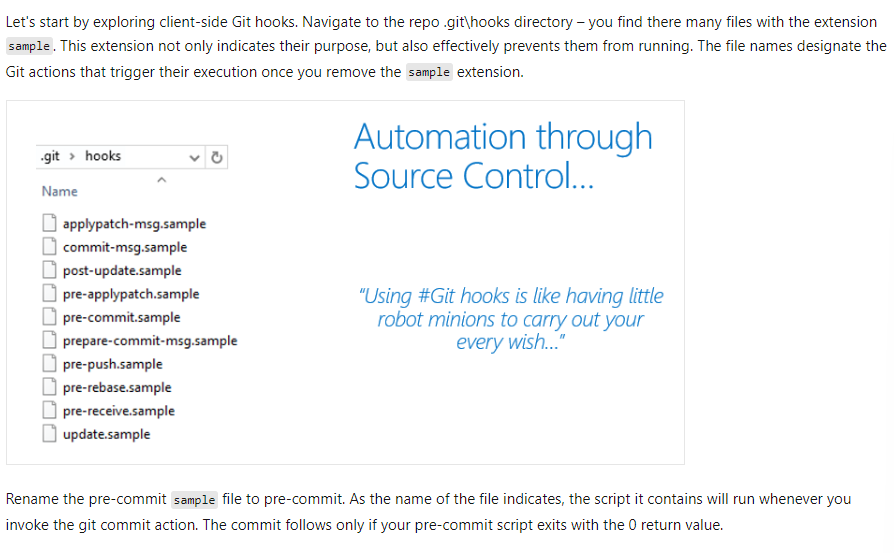 Let's start by exploring client-side Git hooks. Navigate to the repo .git\hooks directory – you find there many files with the extension
sample. This extension not only indicates their purpose, but also effectively prevents them from running. The file names designate the
Git actions that trigger their execution once you remove the sample extension.
.git > hooks
Name
applypatch-msg.sample
commit-msg.sample
post-update.sample
pre-applypatch.sample
pre-commit.sample
prepare-commit-msg.sample
pre-push.sample
pre-rebase.sample
pre-receive.sample
update.sample
Automation through
Source Control...
"Using #Git hooks is like having little
robot minions to carry out your
every wish..."
Rename the pre-commit sample file to pre-commit. As the name of the file indicates, the script it contains will run whenever you
invoke the git commit action. The commit follows only if your pre-commit script exits with the 0 return value.